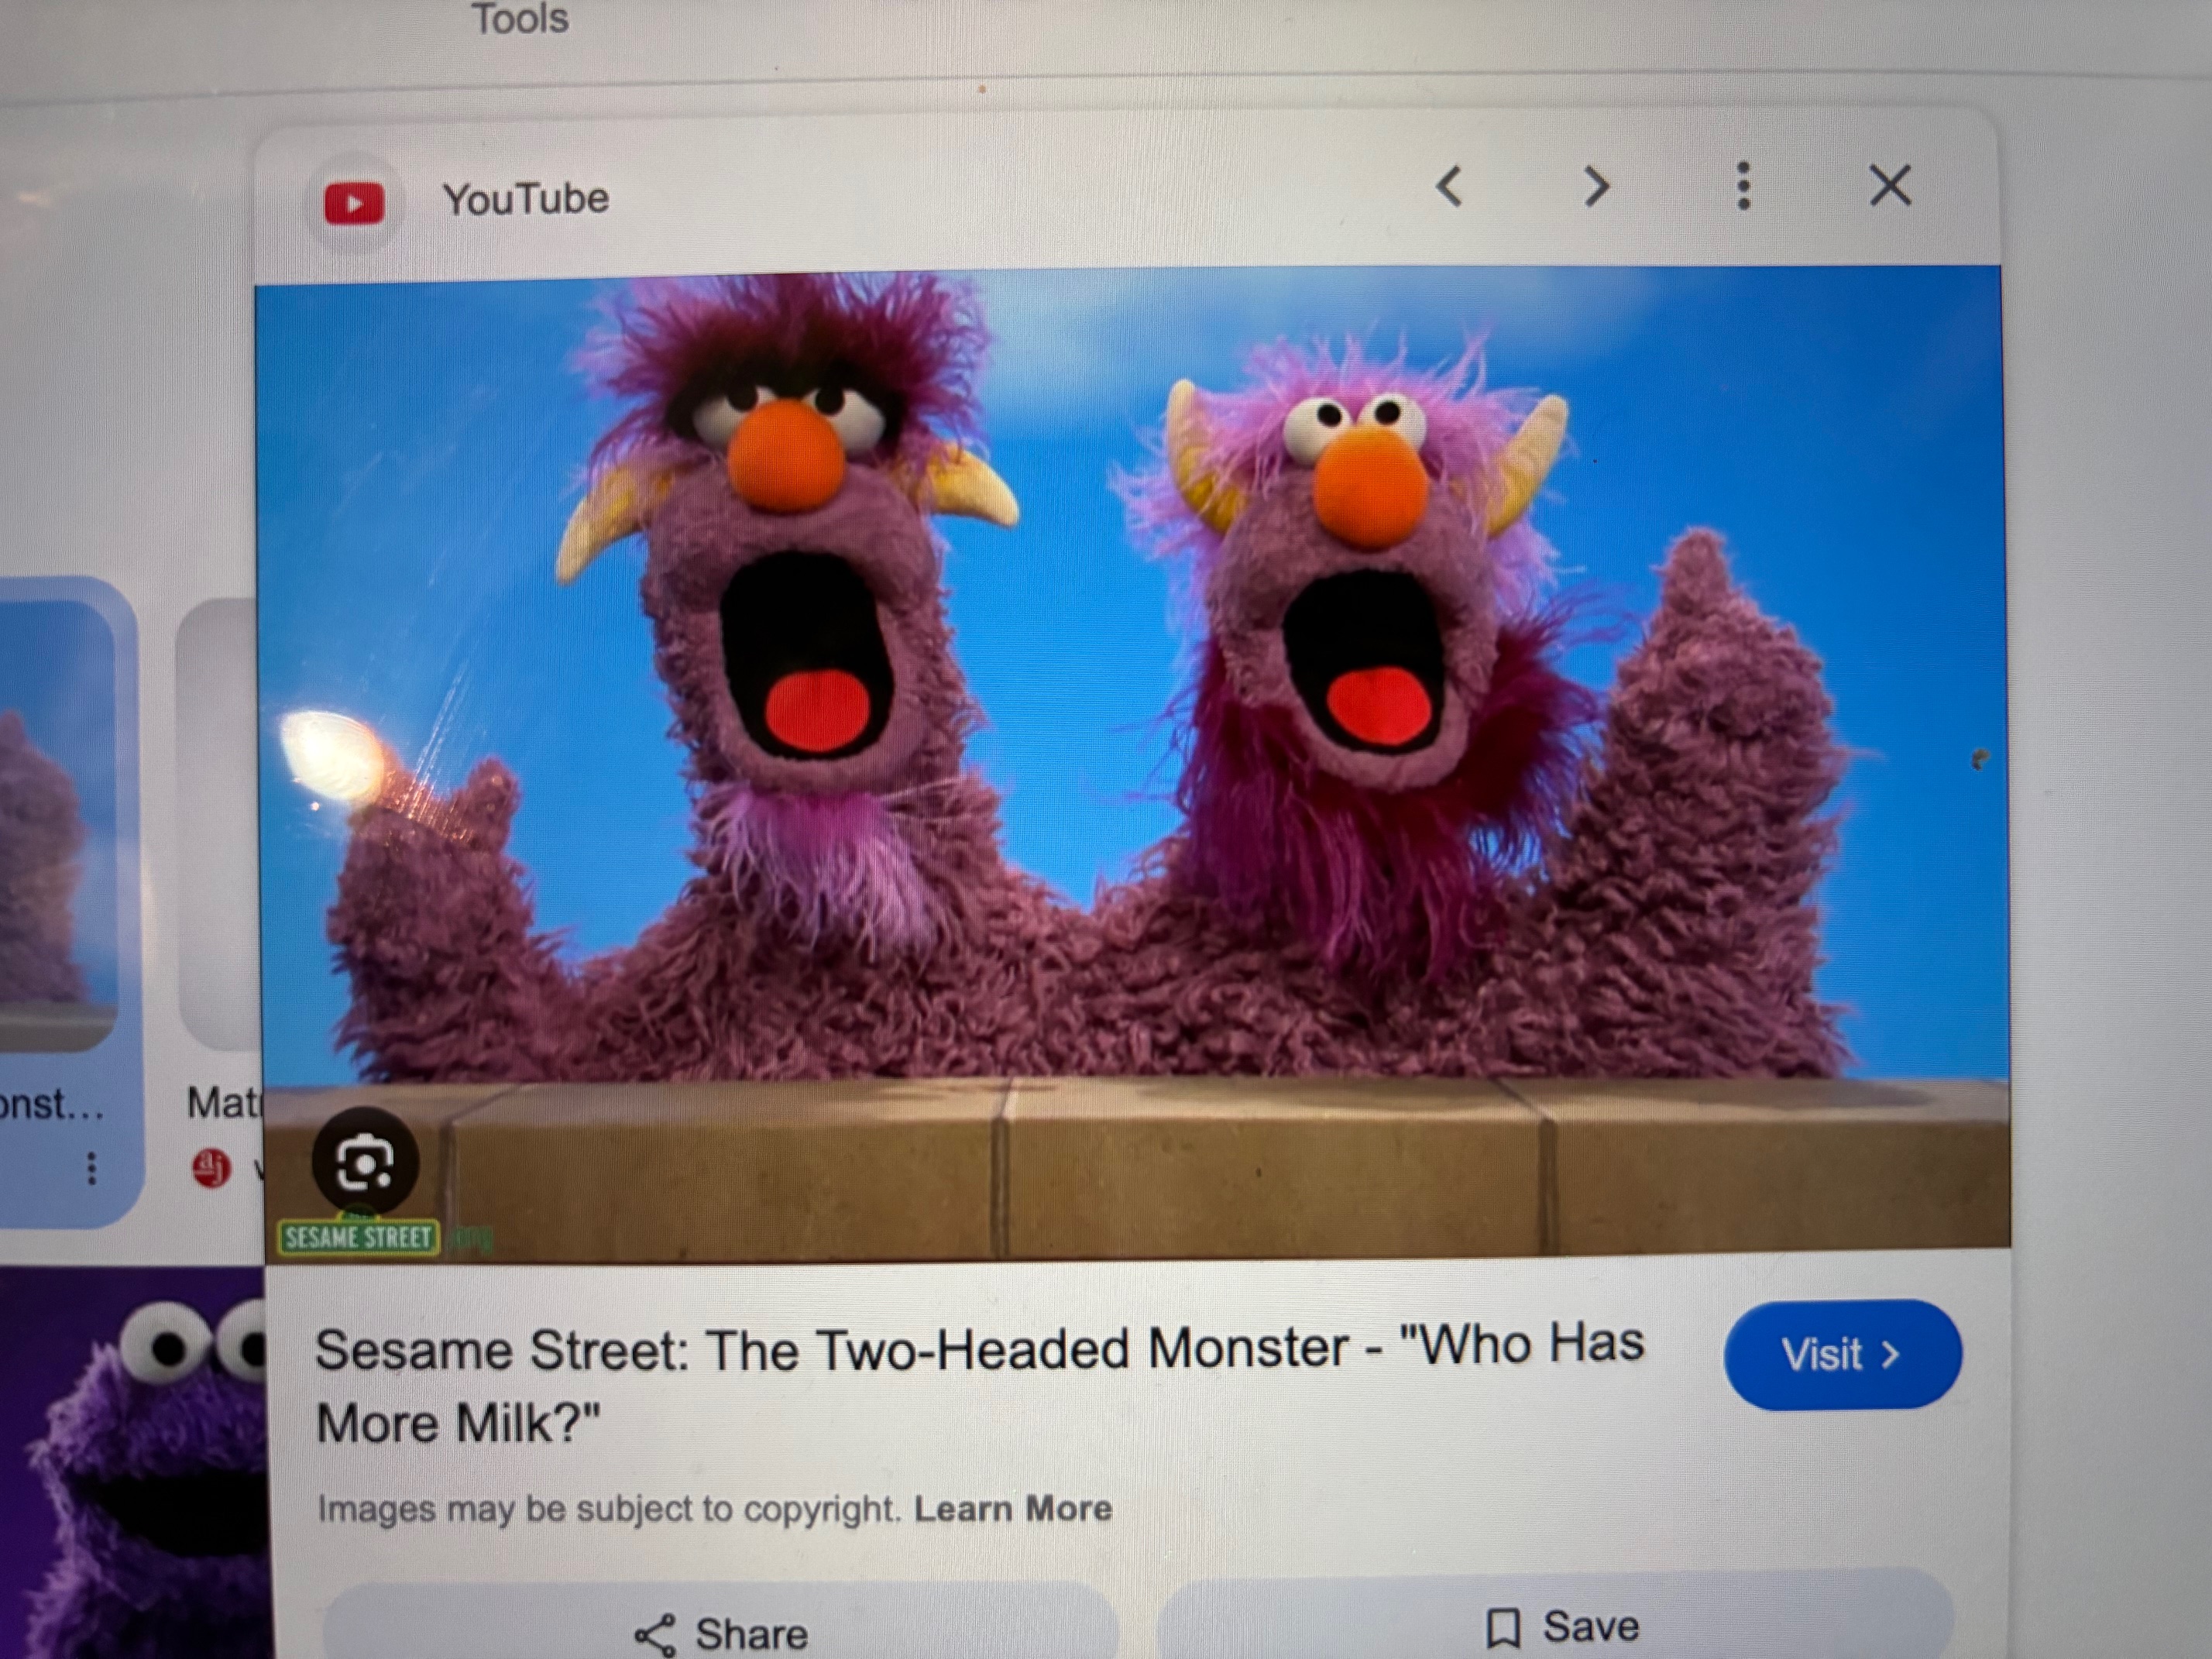 Tools
YouTube
onst...
Mat
aj
SESAME STREET
Sesame Street: The Two-Headed Monster - "Who Has
More Milk?"
Visit >
Images may be subject to copyright. Learn More
Share
Save